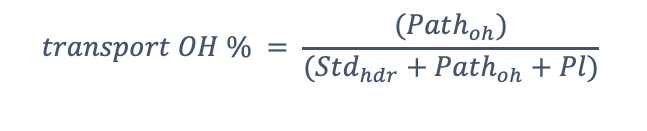 transport OH % = (Path_oh) / (Std_hdr + Path_oh + Pl)